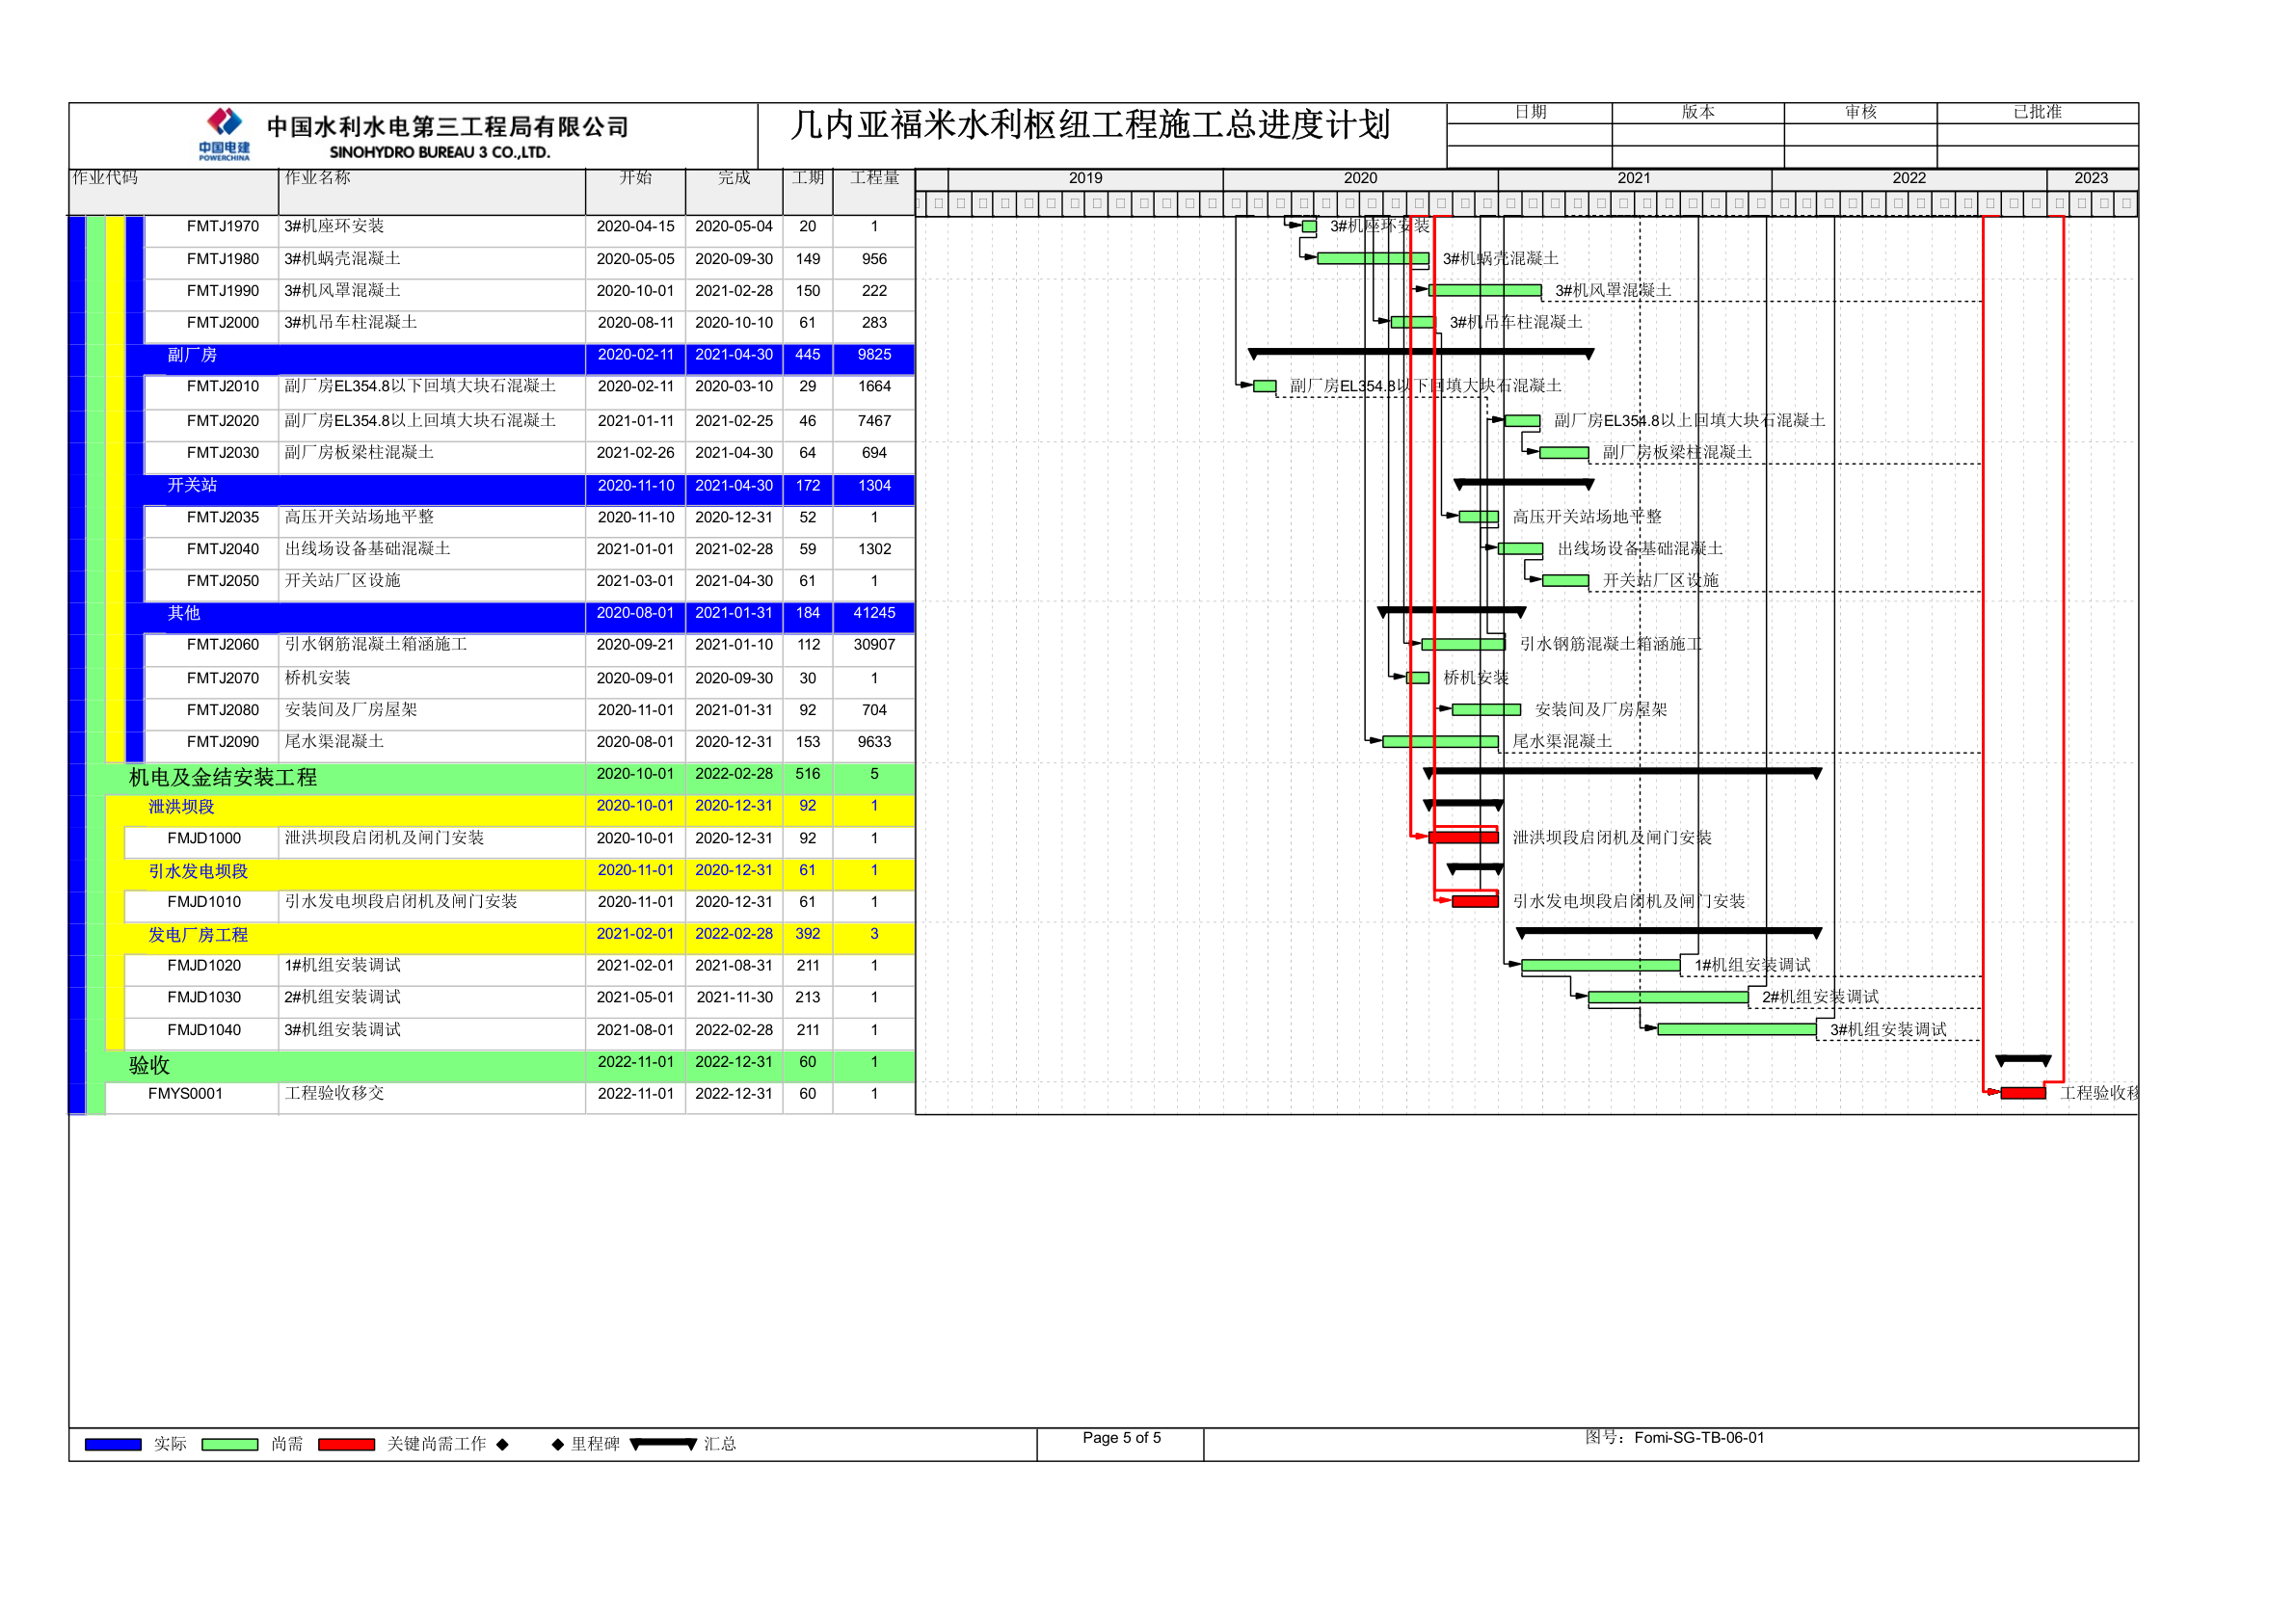 中国电建
POWERCHINA
中国水利水电第三工程局有限公司
SINOHYDRO BUREAU 3 CO.,LTD.
几内亚福米水利枢纽工程施工总进度计划
日期 版本 审核 已批准
作业代码 作业名称 开始 完成 工期 工程量 2019 2020 2021 2022 2023
FMTJ1970 3#机座环安装 2020-04-15 2020-05-04 20 1 3#机座环安装
FMTJ1980 3#机蜗壳混凝土 2020-05-05 2020-09-30 149 956 3#机蜗壳混凝土
FMTJ1990 3#机风罩混凝土 2020-10-01 2021-02-28 150 222 3#机风罩混凝土
FMTJ2000 3#机吊车柱混凝土 2020-08-11 2020-10-10 61 283 3#机吊车柱混凝土
副厂房 2020-02-11 2021-04-30 445 9825
FMTJ2010 副厂房EL354.8以下回填大块石混凝土 2020-02-11 2020-03-10 29 1664 副厂房EL354.8以下回填大块石混凝土
FMTJ2020 副厂房EL354.8以上回填大块石混凝土 2021-01-11 2021-02-25 46 7467 副厂房EL354.8以上回填大块石混凝土
FMTJ2030 副厂房板梁柱混凝土 2021-02-26 2021-04-30 64 694 副厂房板梁柱混凝土
开关站 2020-11-10 2021-04-30 172 1304
FMTJ2035 高压开关站场地平整 2020-11-10 2020-12-31 52 1 高压开关站场地平整
FMTJ2040 出线场设备基础混凝土 2021-01-01 2021-02-28 59 1302 出线场设备基础混凝土
FMTJ2050 开关站厂区设施 2021-03-01 2021-04-30 61 1 开关站厂区设施
其他 2020-08-01 2021-01-31 184 41245
FMTJ2060 引水钢筋混凝土箱涵施工 2020-09-21 2021-01-10 112 30907 引水钢筋混凝土箱涵施工
FMTJ2070 桥机安装 2020-09-01 2020-09-30 30 1 桥机安装
FMTJ2080 安装间及厂房屋架 2020-11-01 2021-01-31 92 704 安装间及厂房屋架
FMTJ2090 尾水渠混凝土 2020-08-01 2020-12-31 153 9633 尾水渠混凝土
机电及金结安装工程 2020-10-01 2022-02-28 516 5
泄洪坝段 2020-10-01 2020-12-31 92 1
FMJD1000 泄洪坝段启闭机及闸门安装 2020-10-01 2020-12-31 92 1 泄洪坝段启闭机及闸门安装
引水发电坝段 2020-11-01 2020-12-31 61 1
FMJD1010 引水发电坝段启闭机及闸门安装 2020-11-01 2020-12-31 61 1 引水发电坝段启闭机及闸门安装
发电厂房工程 2021-02-01 2022-02-28 392 3
FMJD1020 1#机组安装调试 2021-02-01 2021-08-31 211 1 1#机组安装调试
FMJD1030 2#机组安装调试 2021-05-01 2021-11-30 213 1 2#机组安装调试
FMJD1040 3#机组安装调试 2021-08-01 2022-02-28 211 1 3#机组安装调试
验收 2022-11-01 2022-12-31 60 1
FMYS0001 工程验收移交 2022-11-01 2022-12-31 60 1 工程验收移
实际 尚需 关键尚需工作 里程碑 汇总 Page 5 of 5 图号：Fomi-SG-TB-06-01